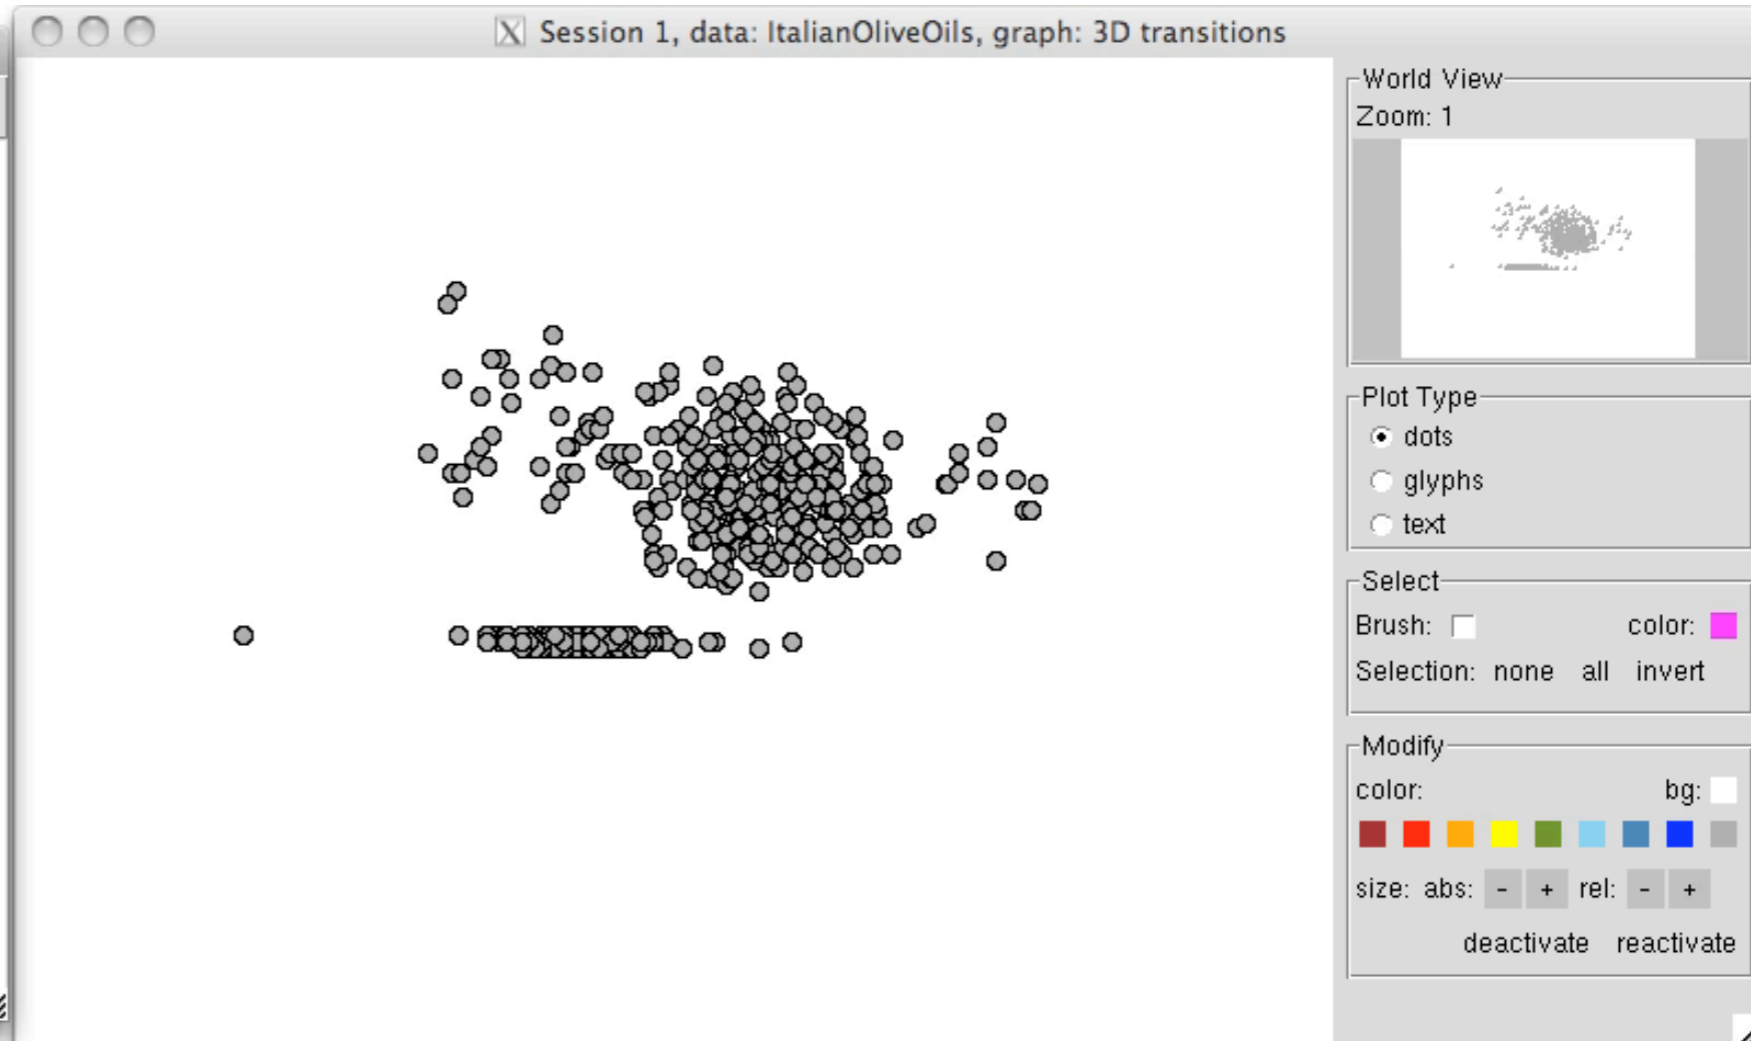 X Session 1, data: ItalianOliveOils, graph: 3D transitions
World View
Zoom: 1
Plot Type
dots
glyphs
text
Select
Brush: color:
Selection: none all invert
Modify
color: bg:
size: abs: - + rel: - +
deactivate reactivate